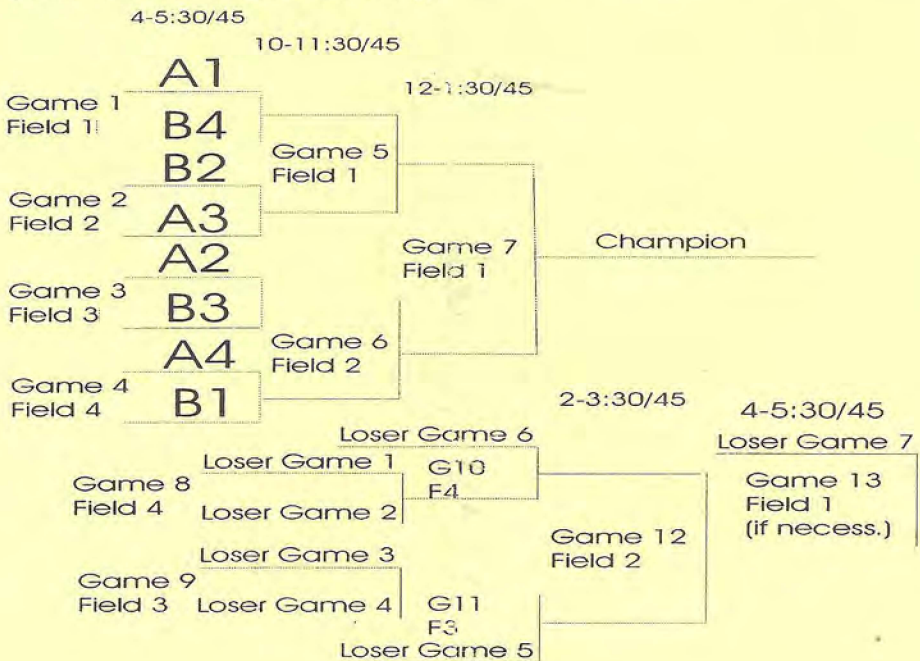 4-5:30/45
10-11:30/45
12-1:30/45
A1
Game 1
Field 1
B4
B2
Game 5
Field 1
Game 2
Field 2
A3
A2
Game 7
Field 1
Champion
Game 3
Field 3
B3
A4
Game 6
Field 2
Game 4
Field 4
B1
2-3:30/45
4-5:30/45
Loser Game 6
Loser Game 7
Loser Game 1
G10
F4
Game 8
Field 4
Loser Game 2
Game 13
Field 1
(if necess.)
Game 12
Field 2
Loser Game 3
Game 9
Field 3
Loser Game 4
G11
F3
Loser Game 5